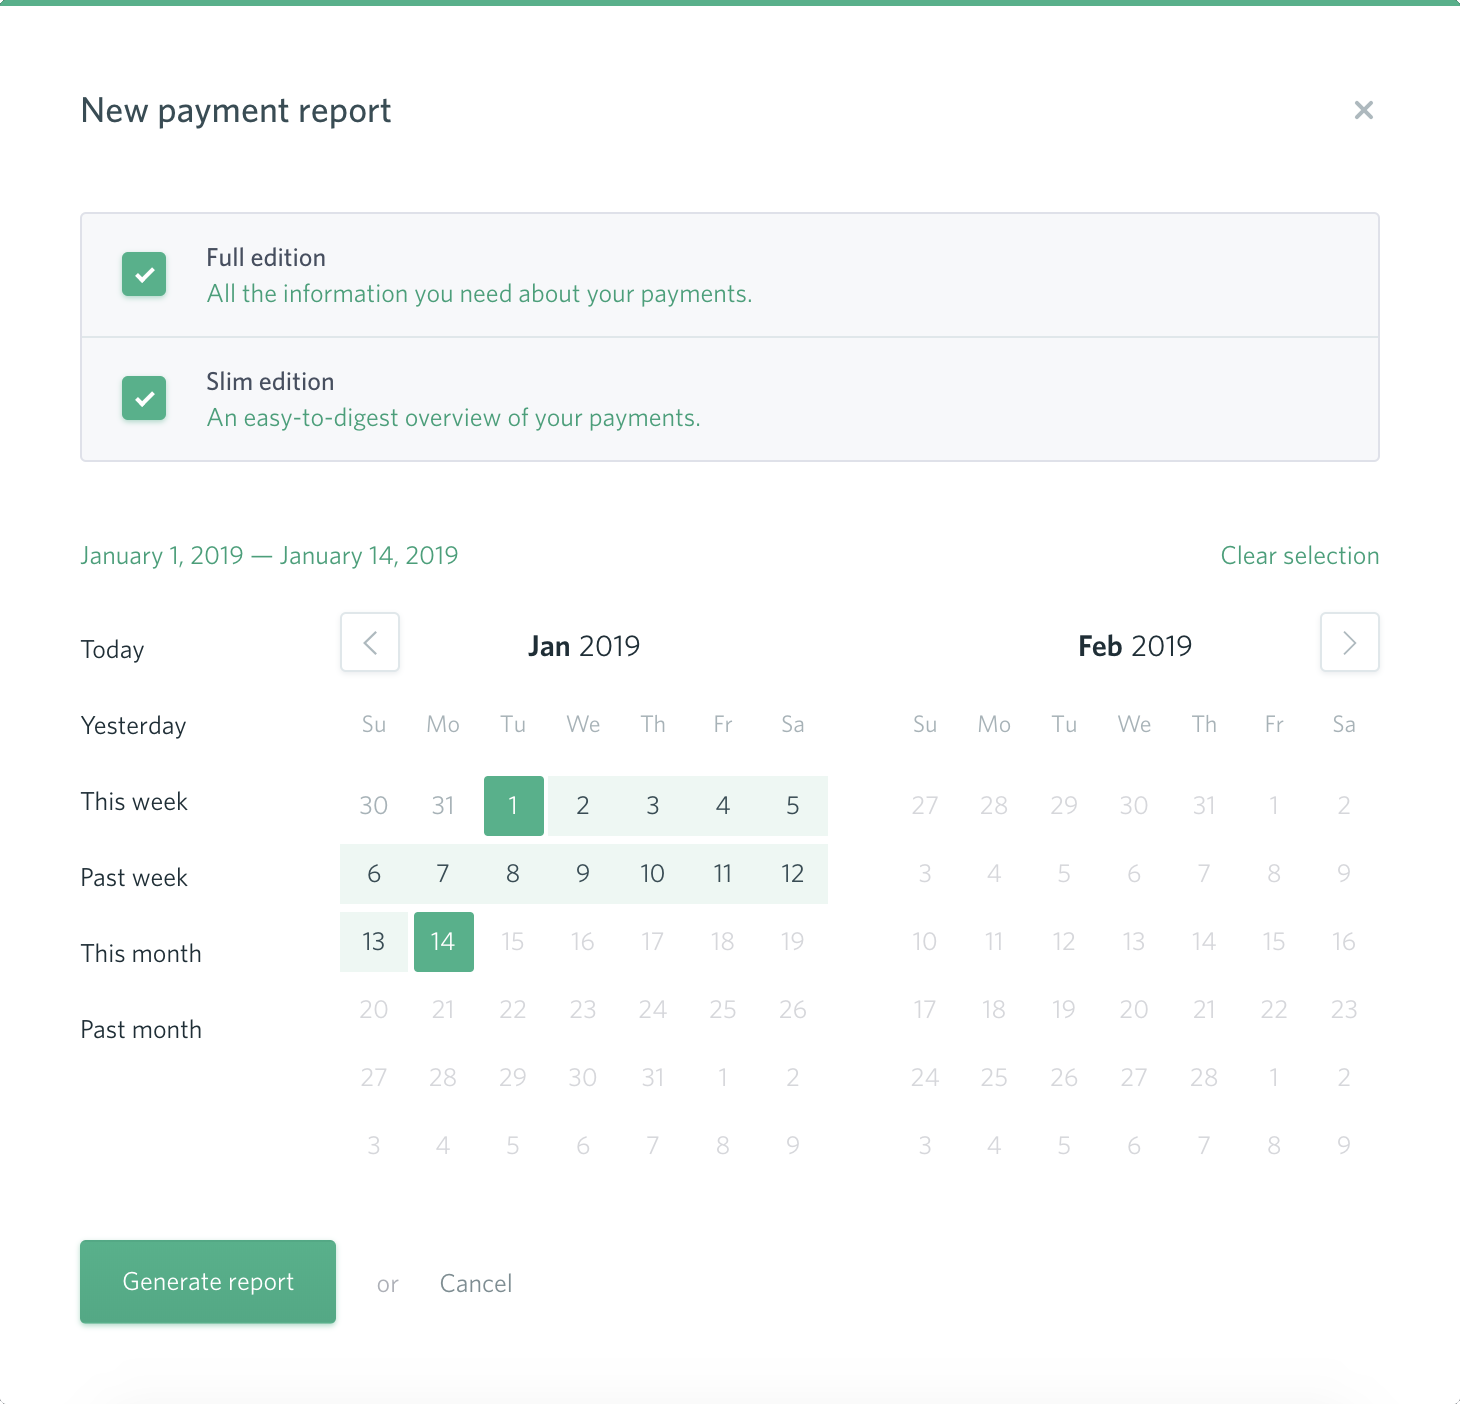 New payment report
Full edition
All the information you need about your payments.
Slim edition
An easy-to-digest overview of your payments.
January 1, 2019 — January 14, 2019
Clear selection
Today
Yesterday
This week
Past week
This month
Past month
Jan 2019
Su Mo Tu We Th Fr Sa
30 31 1 2 3 4 5
6 7 8 9 10 11 12
13 14 15 16 17 18 19
20 21 22 23 24 25 26
27 28 29 30 31 1 2
3 4 5 6 7 8 9
Feb 2019
Su Mo Tu We Th Fr Sa
27 28 29 30 31 1 2
3 4 5 6 7 8 9
10 11 12 13 14 15 16
17 18 19 20 21 22 23
24 25 26 27 28 1 2
3 4 5 6 7 8 9
Generate report or Cancel